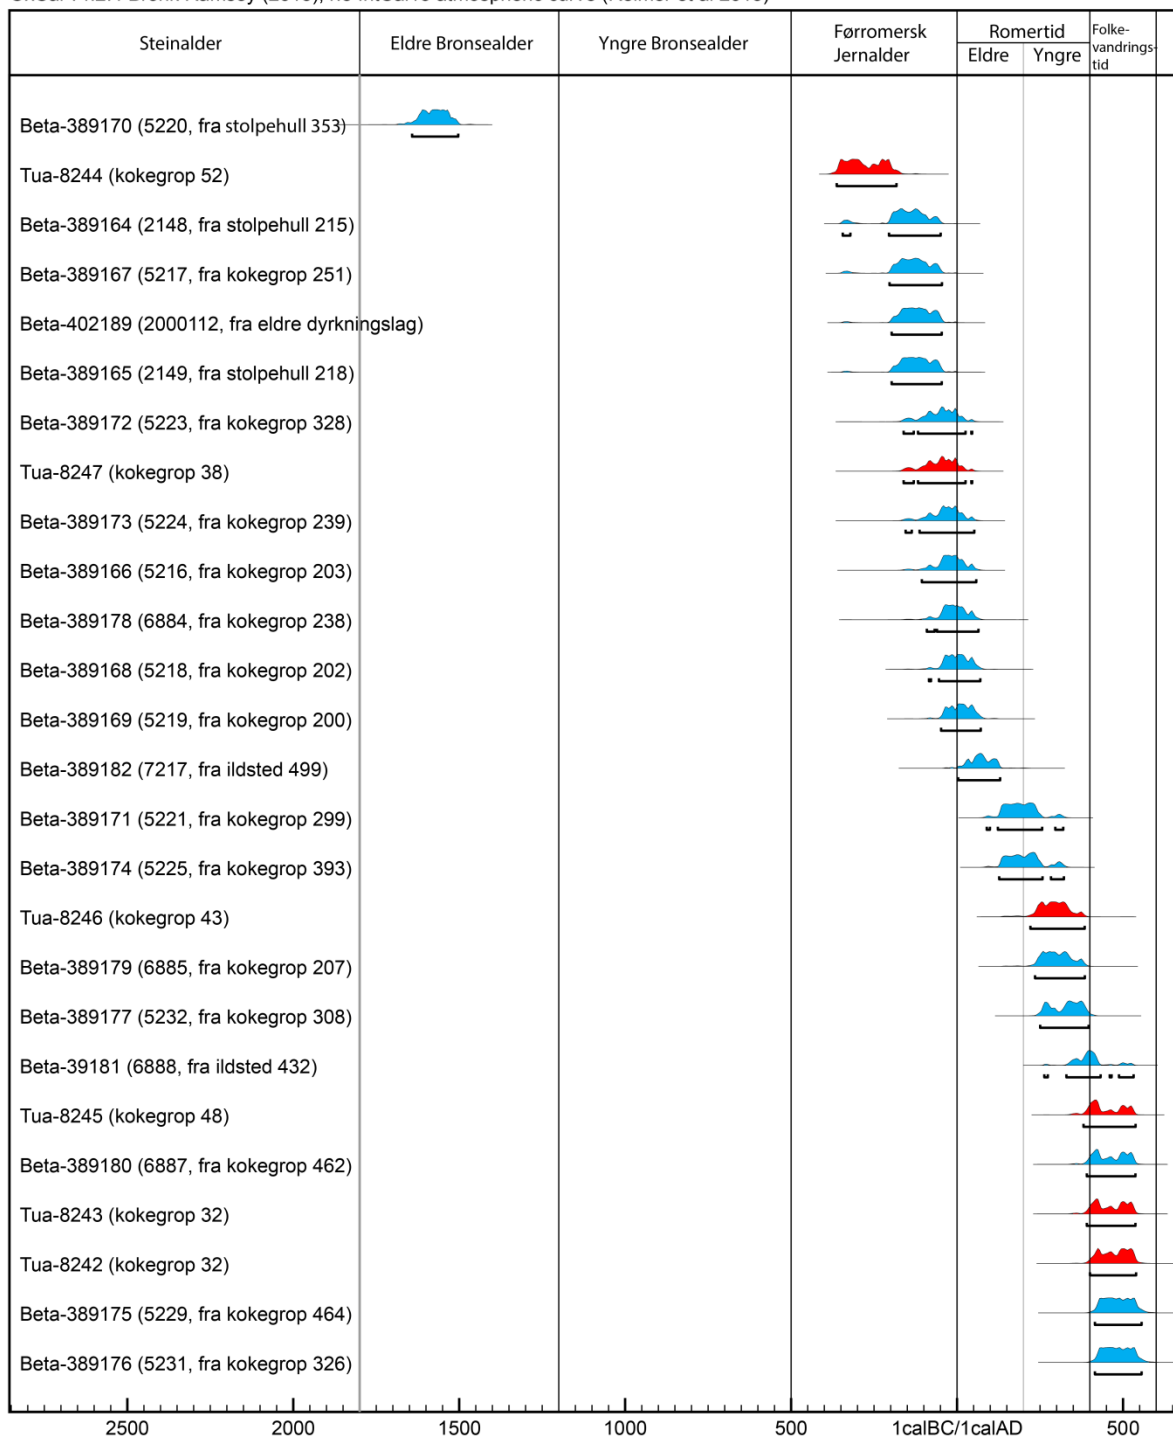 Steinalder
Eldre Bronsealder
Yngre Bronsealder
Førromersk
Jernalder
Romertid
Eldre Yngre
Folke-
vandrings-
tid
Beta-389170 (5220, fra stolpehull 353)
Tua-8244 (kokegrop 52)
Beta-389164 (2148, fra stolpehull 215)
Beta-389167 (5217, fra kokegrop 251)
Beta-402189 (2000112, fra eldre dyrkningslag)
Beta-389165 (2149, fra stolpehull 218)
Beta-389172 (5223, fra kokegrop 328)
Tua-8247 (kokegrop 38)
Beta-389173 (5224, fra kokegrop 239)
Beta-389166 (5216, fra kokegrop 203)
Beta-389178 (6884, fra kokegrop 238)
Beta-389168 (5218, fra kokegrop 202)
Beta-389169 (5219, fra kokegrop 200)
Beta-389182 (7217, fra ildsted 499)
Beta-389171 (5221, fra kokegrop 299)
Beta-389174 (5225, fra kokegrop 393)
Tua-8246 (kokegrop 43)
Beta-389179 (6885, fra kokegrop 207)
Beta-389177 (5232, fra kokegrop 308)
Beta-39181 (6888, fra ildsted 432)
Tua-8245 (kokegrop 48)
Beta-389180 (6887, fra kokegrop 462)
Tua-8243 (kokegrop 32)
Tua-8242 (kokegrop 32)
Beta-389175 (5229, fra kokegrop 464)
Beta-389176 (5231, fra kokegrop 326)
2500 2000 1500 1000 500 1calBC/1calAD 500